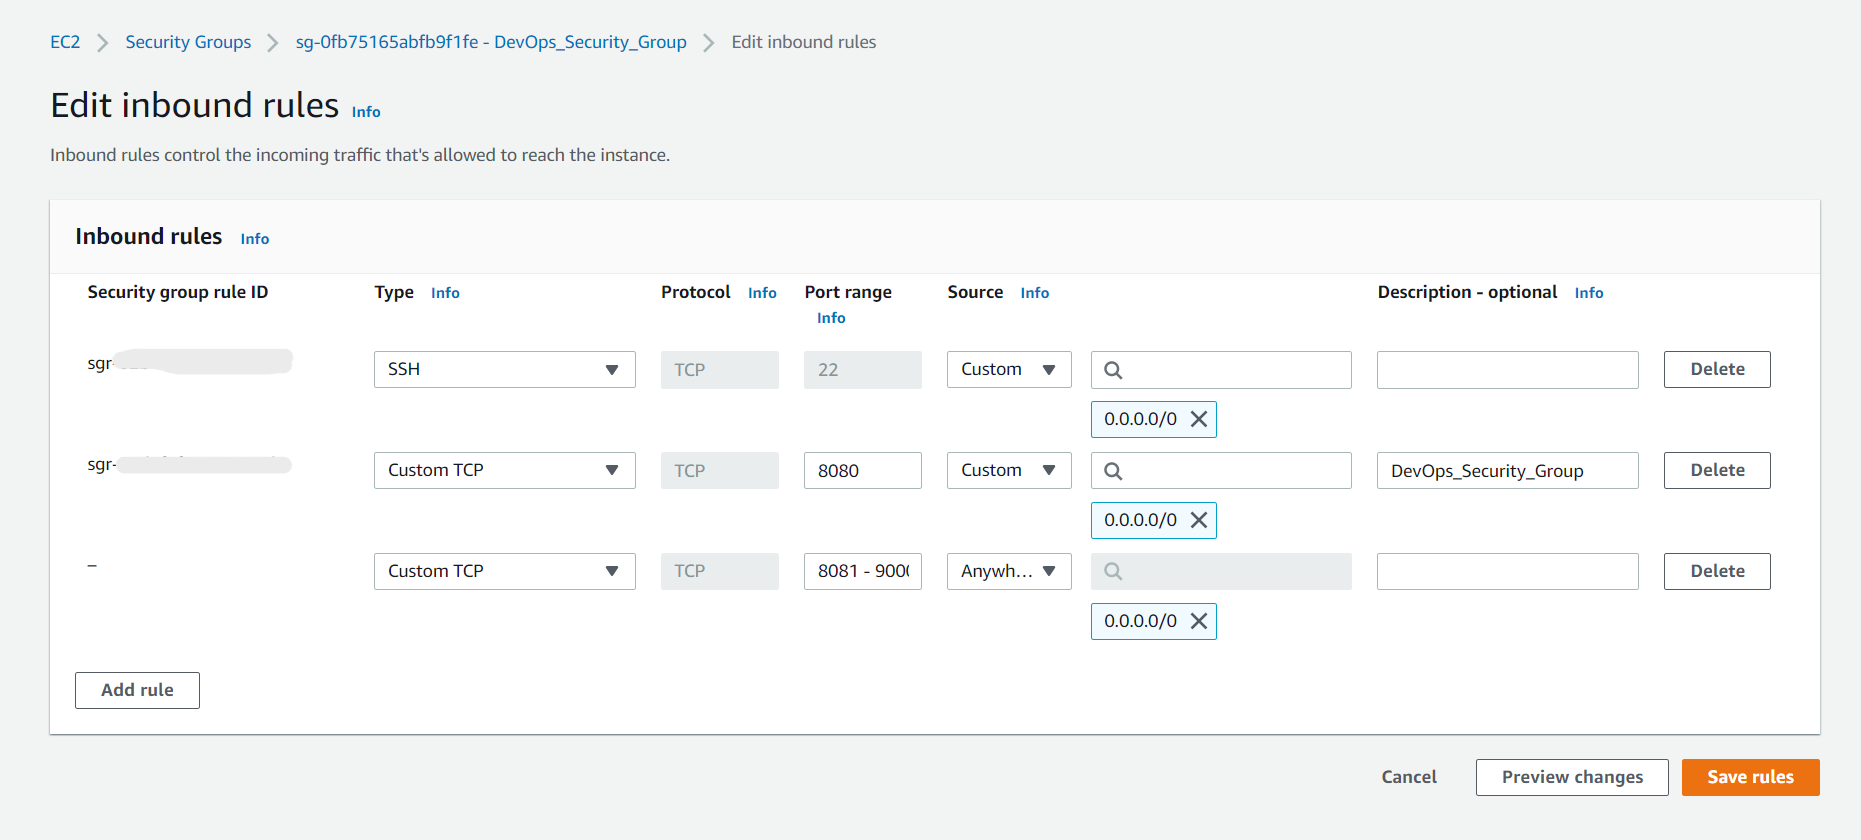 EC2 Security Groups sg-0fb75165abfb9f1fe - DevOps_Security_Group Edit inbound rules
Edit inbound rules Info
Inbound rules control the incoming traffic that's allowed to reach the instance.
Inbound rules Info
Security group rule ID Type Info Protocol Info Port range Info Source Info Description - optional Info
sgr- SSH TCP 22 Custom Delete
0.0.0.0/0
sgr- Custom TCP TCP 8080 Custom DevOps_Security_Group Delete
0.0.0.0/0
– Custom TCP TCP 8081 - 900 Anywh... Delete
0.0.0.0/0
Add rule
Cancel Preview changes Save rules